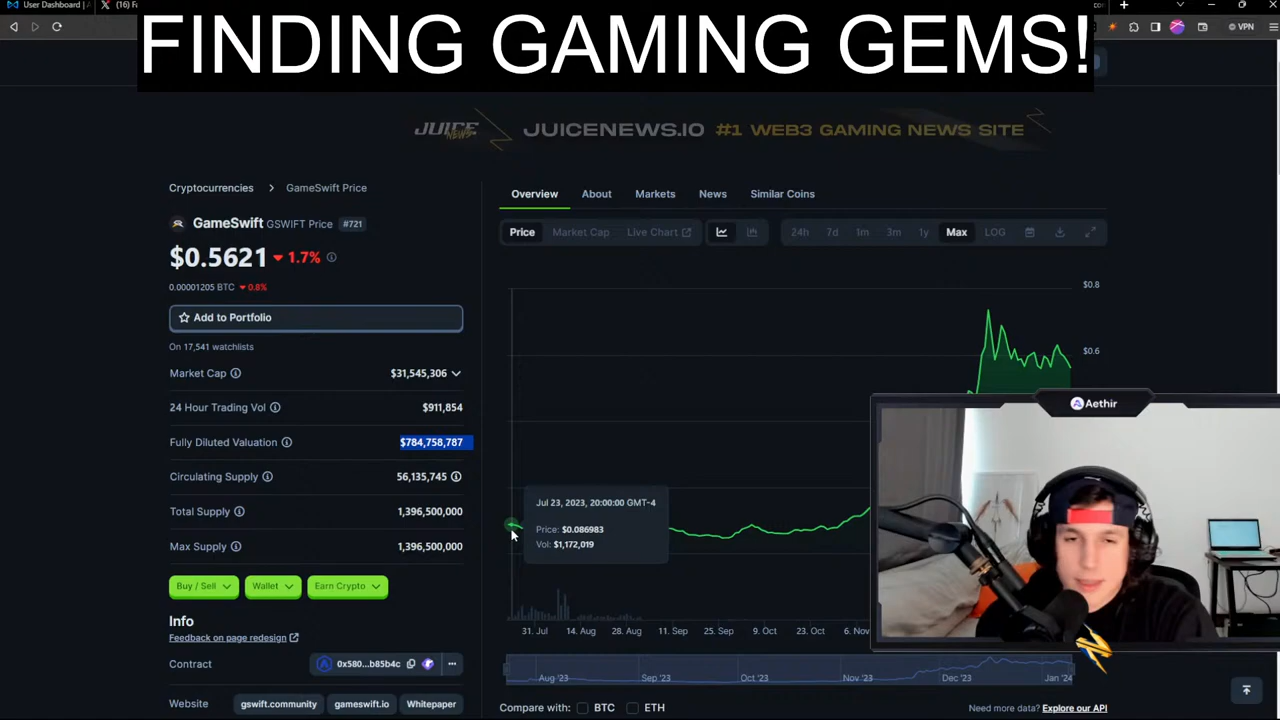 User Dashboard | A
(16) F
FINDING GAMING GEMS!
VPN
JUICE NEWS
JUICENEWS.IO #1 WEB3 GAMING NEWS SITE
Cryptocurrencies > GameSwift Price
Overview About Markets News Similar Coins
GameSwift GSWIFT Price #721
Price Market Cap Live Chart 24h 7d 1m 3m 1y Max LOG
$0.5621 1.7%
0.00001205 BTC 0.8%
$0.8
Add to Portfolio
On 17,541 watchlists
$0.6
Market Cap $31,545,306
24 Hour Trading Vol $911,854
Aethir
Fully Diluted Valuation $784,758,787
Circulating Supply 56,135,745
Total Supply 1,396,500,000
Max Supply 1,396,500,000
Jul 23, 2023, 20:00:00 GMT-4
Price: $0.086983
Vol: $1,172,019
Buy / Sell Wallet Earn Crypto
Info
31. Jul 14. Aug 28. Aug 11. Sep 25. Sep 9. Oct 23. Oct 6. Nov
Feedback on page redesign
Contract 0x580...b85b4c
Aug '23 Sep '23 Oct '23 Nov '23 Dec '23 Jan '24
Website gswift.community gameswift.io Whitepaper
Compare with: BTC ETH Need more data? Explore our API